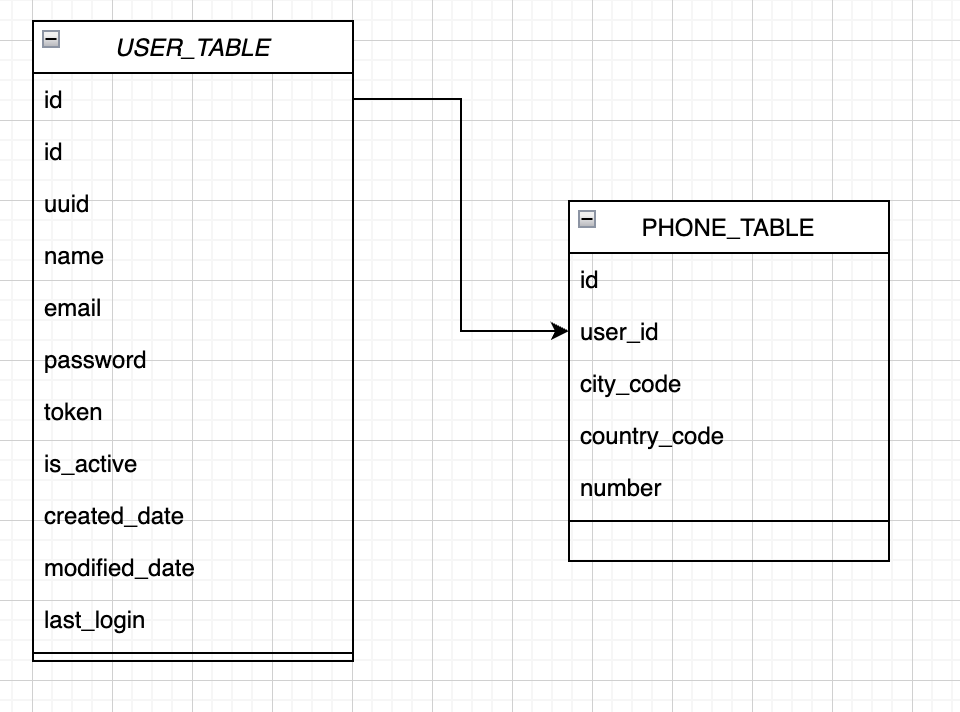 USER_TABLE
id
id
uuid
name
email
password
token
is_active
created_date
modified_date
last_login
PHONE_TABLE
id
user_id
city_code
country_code
number